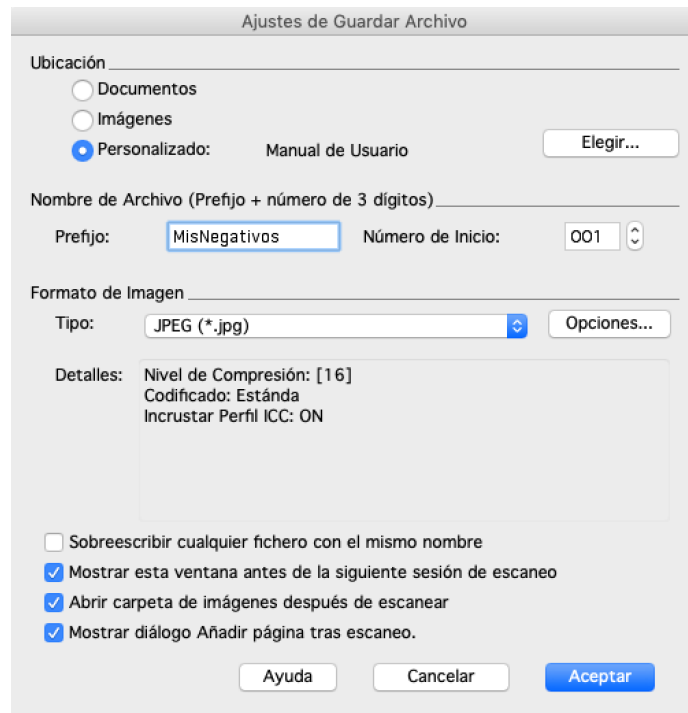 Ajustes de Guardar Archivo
Ubicación
Documentos
Imágenes
Personalizado: Manual de Usuario Elegir...
Nombre de Archivo (Prefijo + número de 3 dígitos)
Prefijo: MisNegativos Número de Inicio: 001
Formato de Imagen
Tipo: JPEG (*.jpg) Opciones...
Detalles: Nivel de Compresión: [16]
Codificado: Estánda
Incrustar Perfil ICC: ON
Sobreescribir cualquier fichero con el mismo nombre
Mostrar esta ventana antes de la siguiente sesión de escaneo
Abrir carpeta de imágenes después de escanear
Mostrar diálogo Añadir página tras escaneo.
Ayuda Cancelar Aceptar